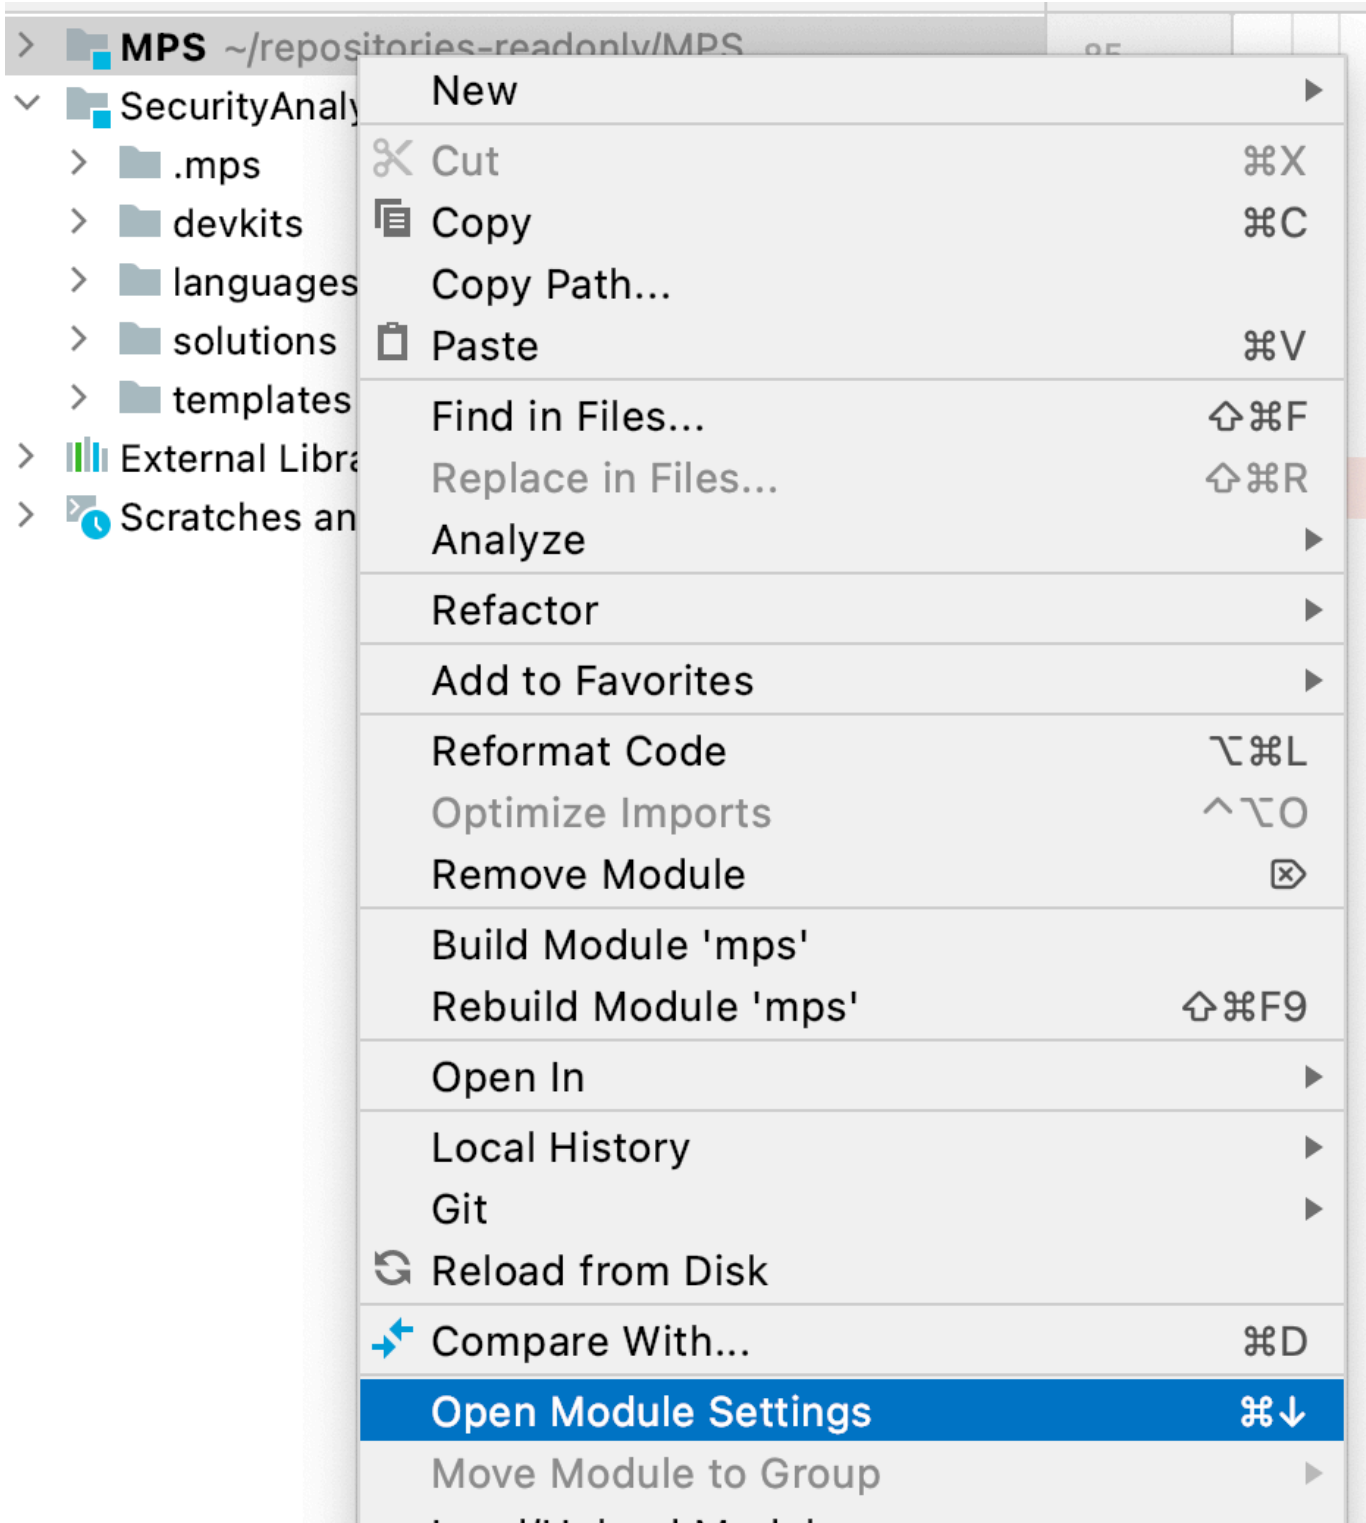 MPS ~/repositories-readonly/MPS
85
SecurityAnaly
.mps
devkits
languages
solutions
templates
External Libra
Scratches an
New
Cut ⌘X
Copy ⌘C
Copy Path...
Paste ⌘V
Find in Files... ⇧⌘F
Replace in Files... ⇧⌘R
Analyze
Refactor
Add to Favorites
Reformat Code ⌥⌘L
Optimize Imports ^⌥O
Remove Module ⌦
Build Module 'mps'
Rebuild Module 'mps' ⇧⌘F9
Open In
Local History
Git
Reload from Disk
Compare With... ⌘D
Open Module Settings ⌘↓
Move Module to Group